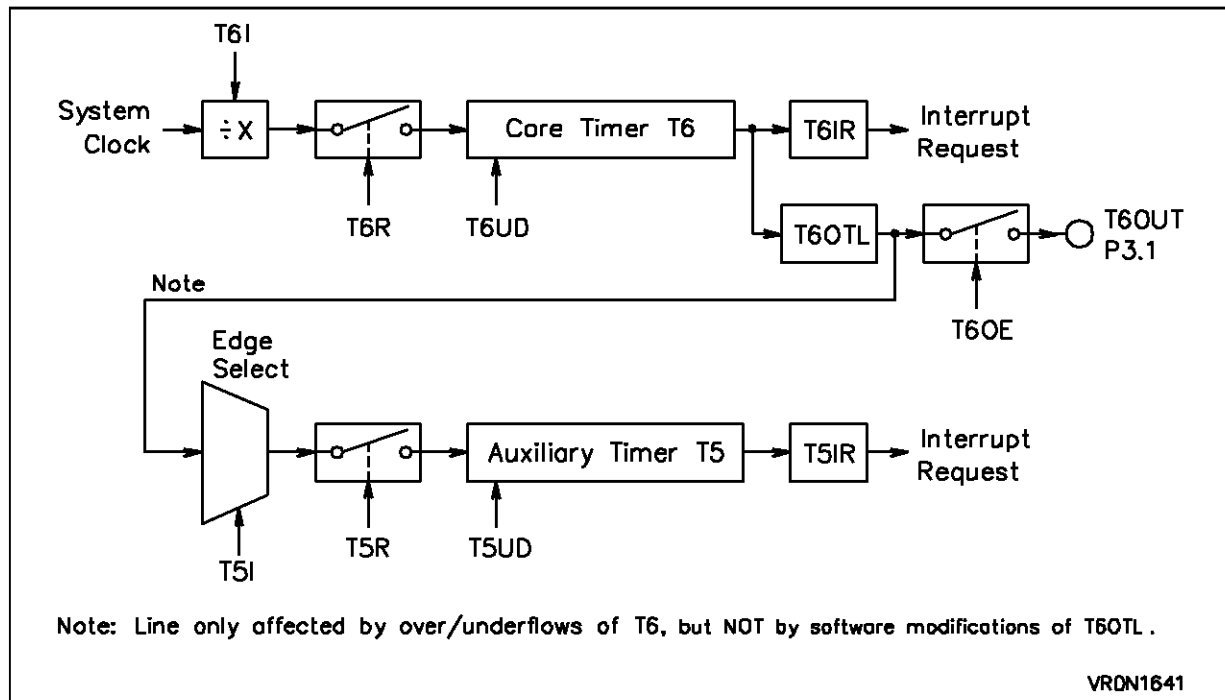 T6I
System
Clock
÷X
Core Timer T6
T6IR
Interrupt
Request
T6R
T6UD
T6OTL
T6OUT
P3.1
Note
T6OE
Edge
Select
Auxiliary Timer T5
T5IR
Interrupt
Request
T5R
T5UD
T5I
Note: Line only affected by over/underflows of T6, but NOT by software modifications of T6OTL.
VR0N1641